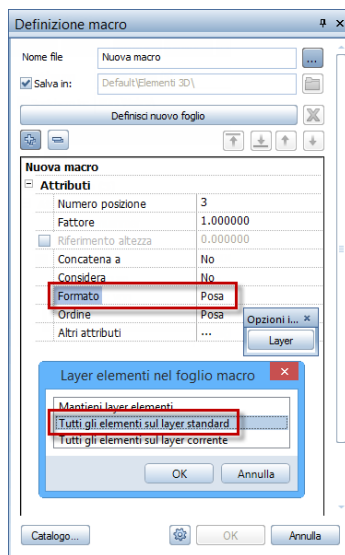 Definizione macro
Nome file Nuova macro ...
Salva in: Default\Elementi 3D\
Definisci nuovo foglio
Nuova macro
Attributi
Numero posizione 3
Fattore 1.000000
Riferimento altezza 0.000000
Concatena a No
Considera No
Formato Posa
Ordine Posa
Altri attributi ...
Opzioni i...
Layer
Layer elementi nel foglio macro
Mantieni layer elementi
Tutti gli elementi sul layer standard
Tutti gli elementi sul layer corrente
OK Annulla
Catalogo... OK Annulla